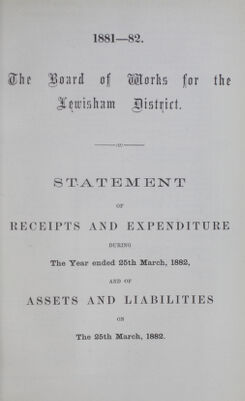 1881—82.
The Board of Works for the
Lewisham District.
STATEMENT
OF
RECEIPTS AND EXPENDITURE
DURING
The Year ended 25th March, 1882,
AND OF
ASSETS AND LIABILITIES
ON
The 25th March, 1882.